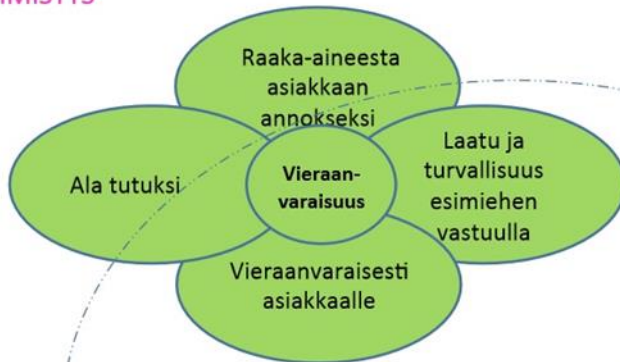 Raaka-aineesta
asiakkaan
annokseksi
Ala tutuksi
Vieraan-
varaisuus
Laatu ja
turvallisuus
esimiehen
vastuulla
Vieraanvaraisesti
asiakkaalle